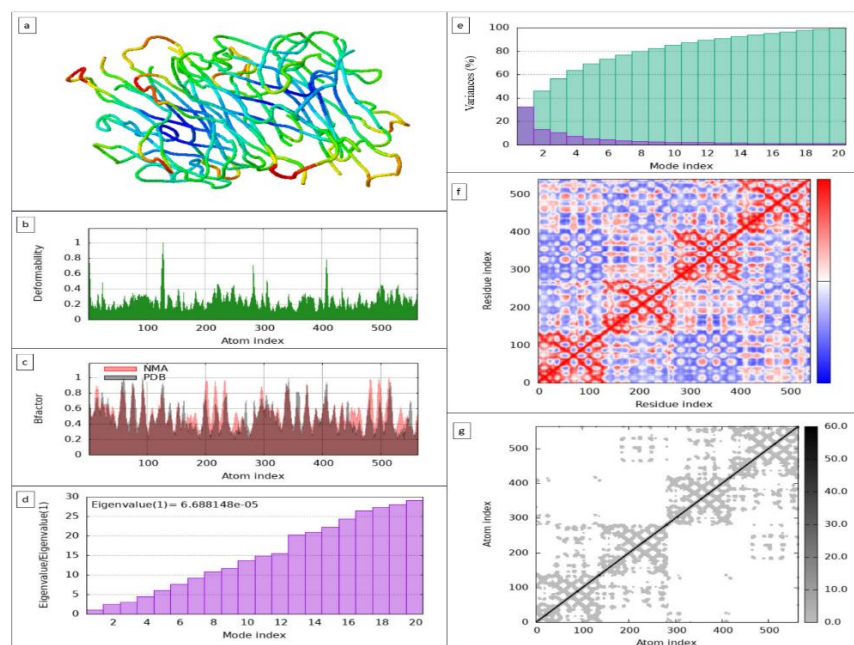 a
b
Deformability
1
0.8
0.6
0.4
0.2
0
100 200 300 400 500
Atom index
c
NMA
PDB
Bfactor
1
0.8
0.6
0.4
0.2
0
100 200 300 400 500
Atom index
d
Eigenvalue(1)= 6.688148e-05
Eigenvalue/Eigenvalue(1)
30
25
20
15
10
5
0
2 4 6 8 10 12 14 16 18 20
Mode index
e
Variances (%)
100
80
60
40
20
0
2 4 6 8 10 12 14 16 18 20
Mode index
f
Residue index
500
400
300
200
100
0
0 100 200 300 400 500
Residue index
g
Atom index
500
400
300
200
100
0
0 100 200 300 400 500
Atom index
60.0
50.0
40.0
30.0
20.0
10.0
0.0